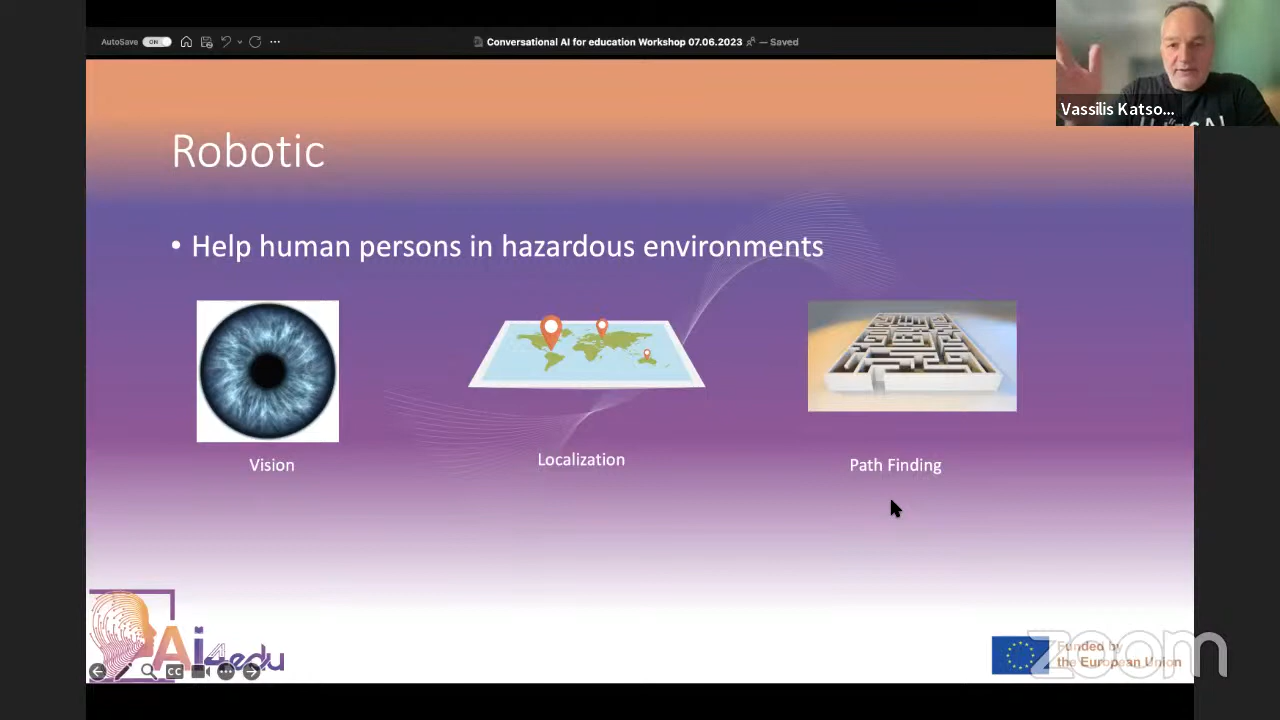 AutoSave ON
Conversational AI for education Workshop 07.06.2023 — Saved
Vassilis Katso...
Robotic
• Help human persons in hazardous environments
Vision
Localization
Path Finding
Ai4edu
CC
Funded by
the European Union
zoom